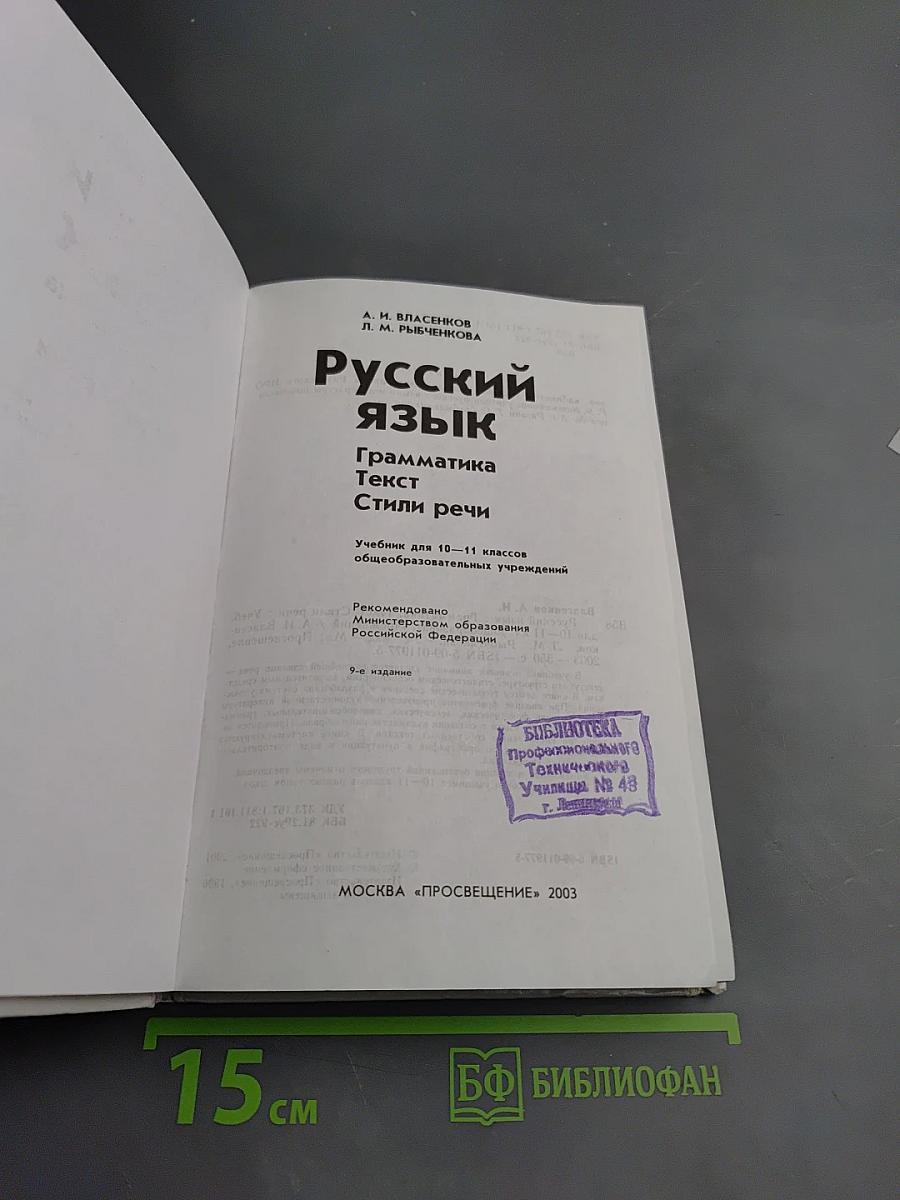 А. И. ВЛАСЕНКОВ
Л. М. РЫБЧЕНКОВА
Русский
язык
Грамматика
Текст
Стили речи
Учебник для 10—11 классов
общеобразовательных учреждений
Рекомендовано
Министерством образования
Российской Федерации
9-е издание
БИБЛИОТЕКА
Профессионального
Технического
Училища № 48
г.
МОСКВА «ПРОСВЕЩЕНИЕ» 2003
15 см
БФ БИБЛИОФАН